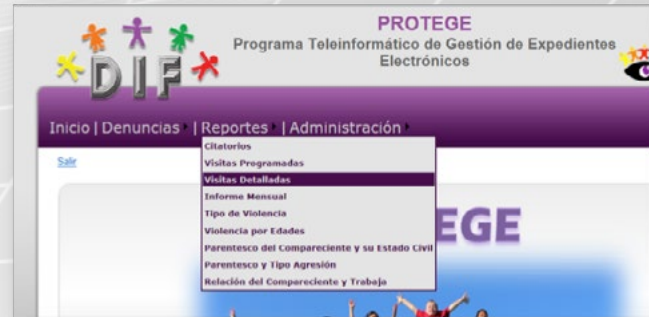 DIF
PROTEGE
Programa Teleinformático de Gestión de Expedientes
Electrónicos
Inicio | Denuncias | Reportes | Administración
Salir
Citatorios
Visitas Programadas
Visitas Detalladas
Informe Mensual
Tipo de Violencia
Violencia por Edades
Parentesco del Compareciente y su Estado Civil
Parentesco y Tipo Agresión
Relación del Compareciente y Trabaja
EGE